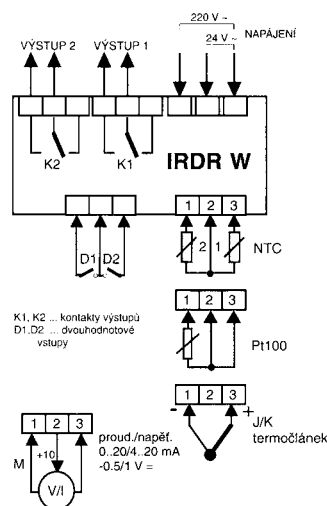 220 V ~
VÝSTUP 2 VÝSTUP 1 24 V ~ NAPÁJENÍ
K2 K1 IRDR W
1 2 3
D1 D2 2 1 NTC
K1, K2 ... kontakty výstupů
D1,D2 ... dvouhodnotové
vstupy
1 2 3
Pt100
1 2 3
- +
J/K
termočlánek
1 2 3
M +10
V/I
proud./napěť.
0..20/4..20 mA
-0.5/1 V =